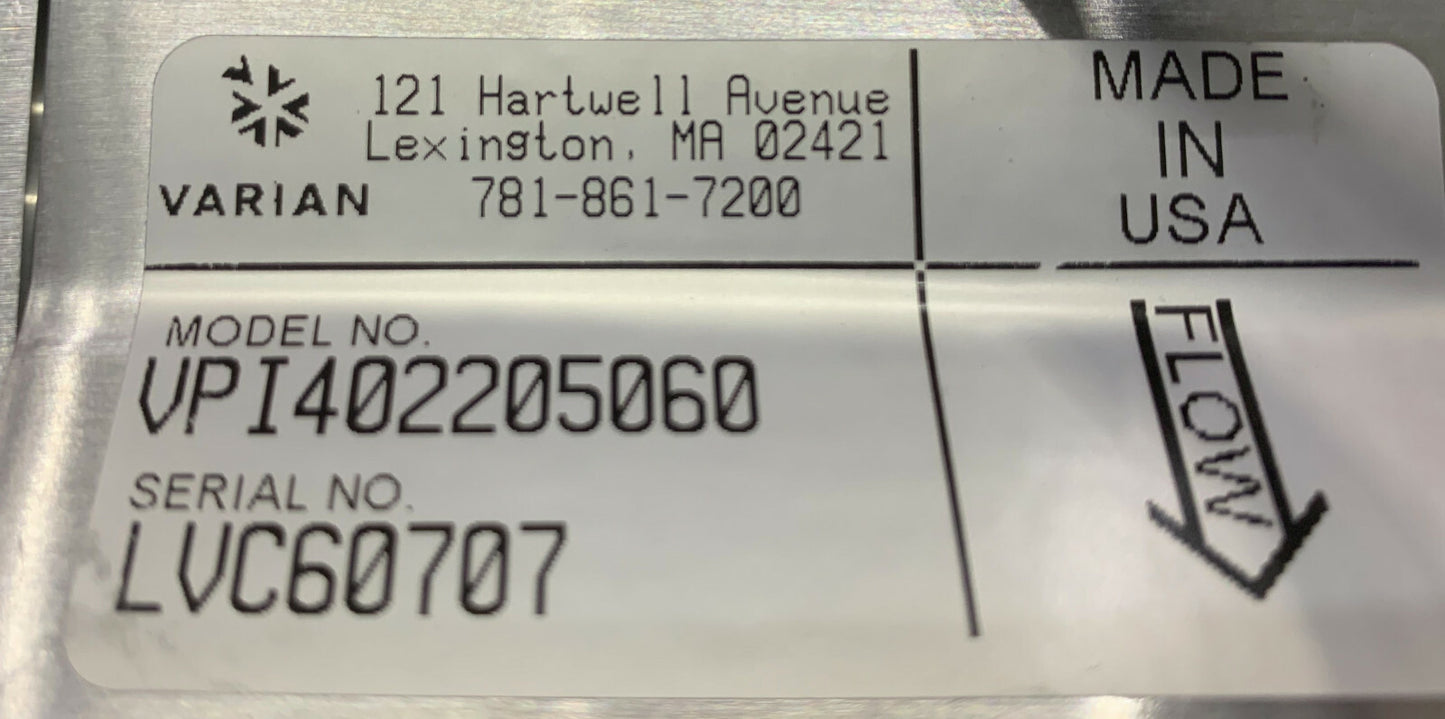 121 Hartwell Avenue
Lexington, MA 02421
VARIAN 781-861-7200
MADE
IN
USA
MODEL NO.
VPI402205060
SERIAL NO.
LVC60707
FLOW